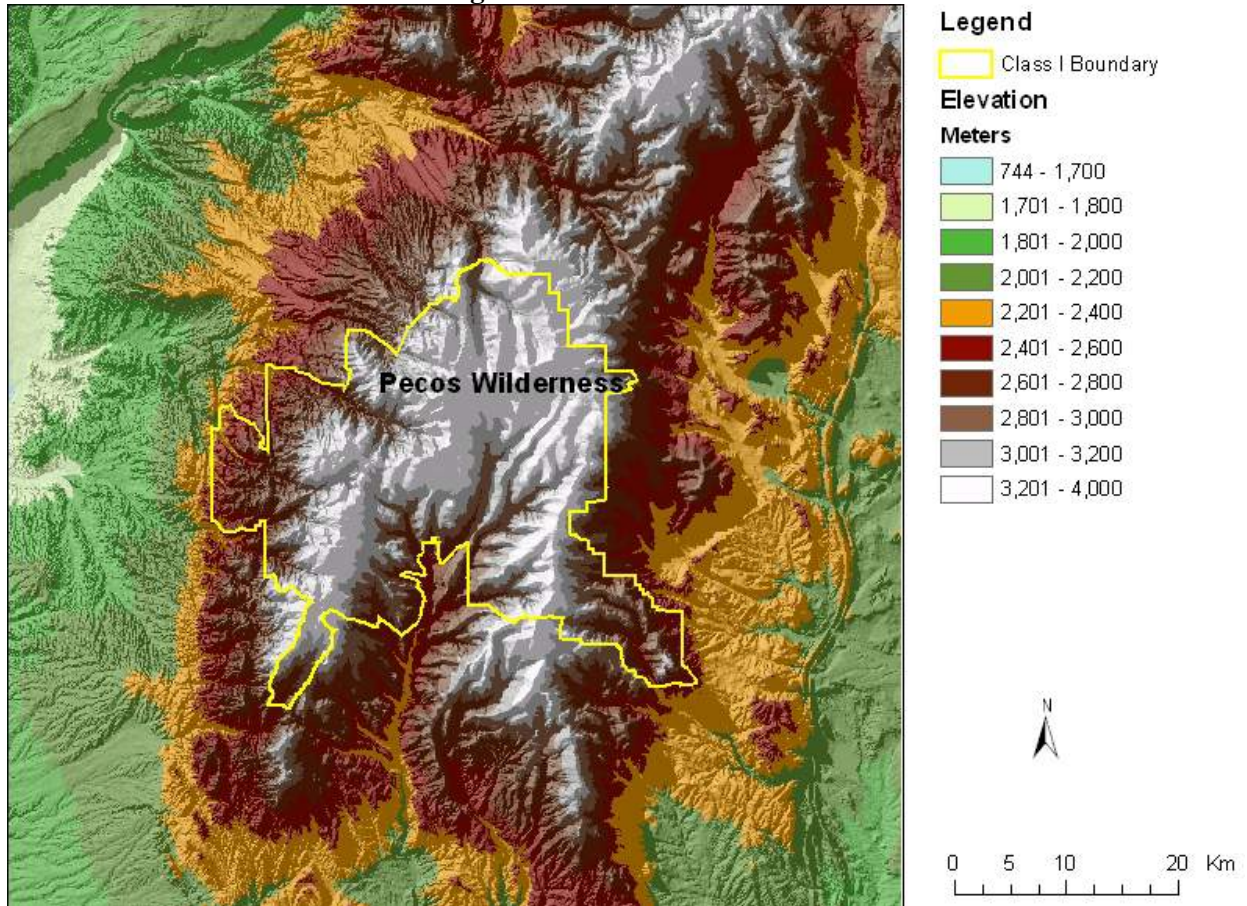 Pecos Wilderness
Legend
Class I Boundary
Elevation
Meters
744 - 1,700
1,701 - 1,800
1,801 - 2,000
2,001 - 2,200
2,201 - 2,400
2,401 - 2,600
2,601 - 2,800
2,801 - 3,000
3,001 - 3,200
3,201 - 4,000
N
0 5 10 20 Km